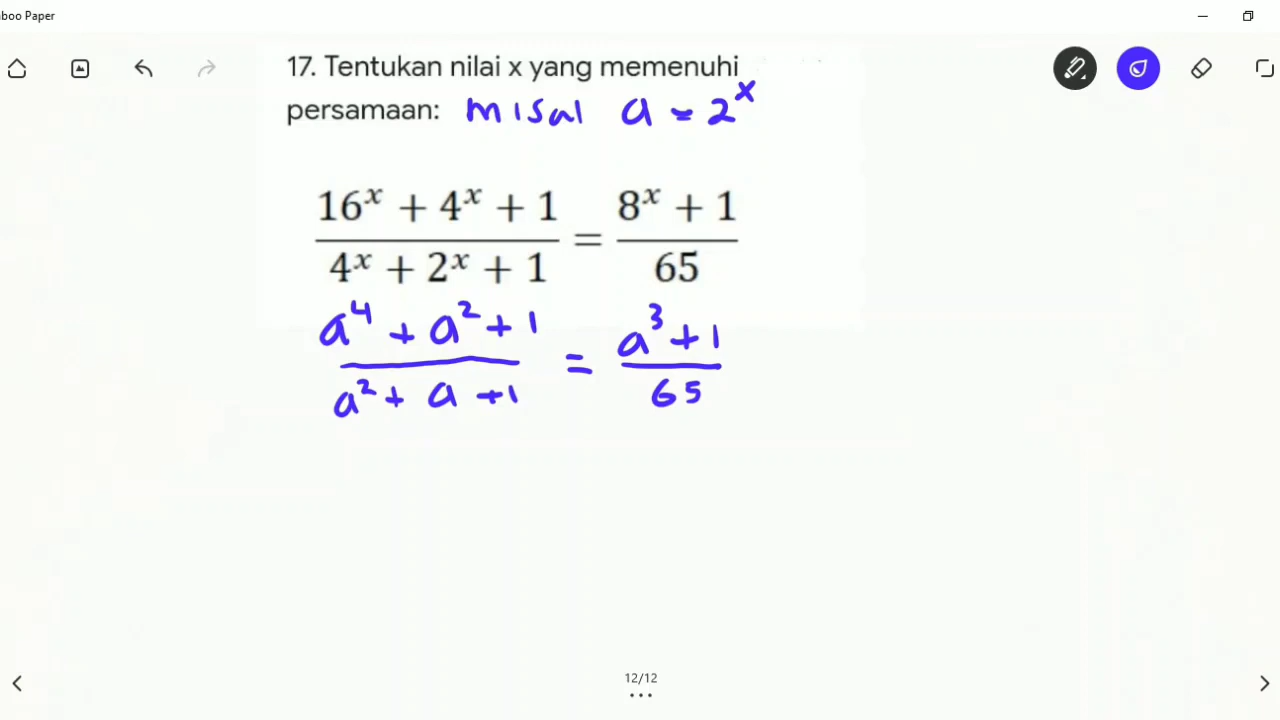 boo Paper
17. Tentukan nilai x yang memenuhi
persamaan: misal a = 2^x
16^x + 4^x + 1 / 4^x + 2^x + 1 = 8^x + 1 / 65
a^4 + a^2 + 1 / a^2 + a + 1 = a^3 + 1 / 65
12/12